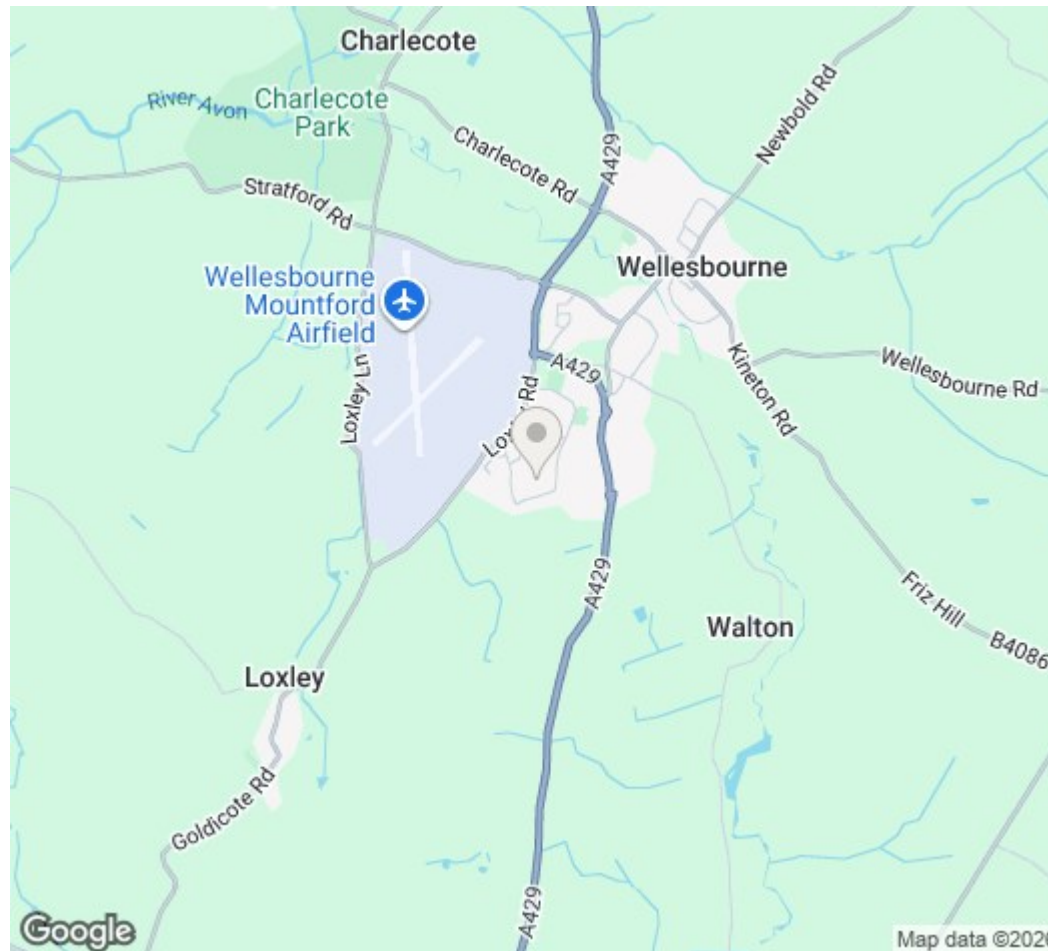 Charlecote
River Avon
Charlecote
Park
Newbold Rd
A429
Charlecote Rd
Stratford Rd
Wellesbourne
Wellesbourne
Mountford
Airfield
Loxley Ln
A429
Kineton Rd
Wellesbourne Rd
A429
Friz Hill
Walton
B4086
Loxley
Goldicote Rd
A429
Google
Map data ©2020